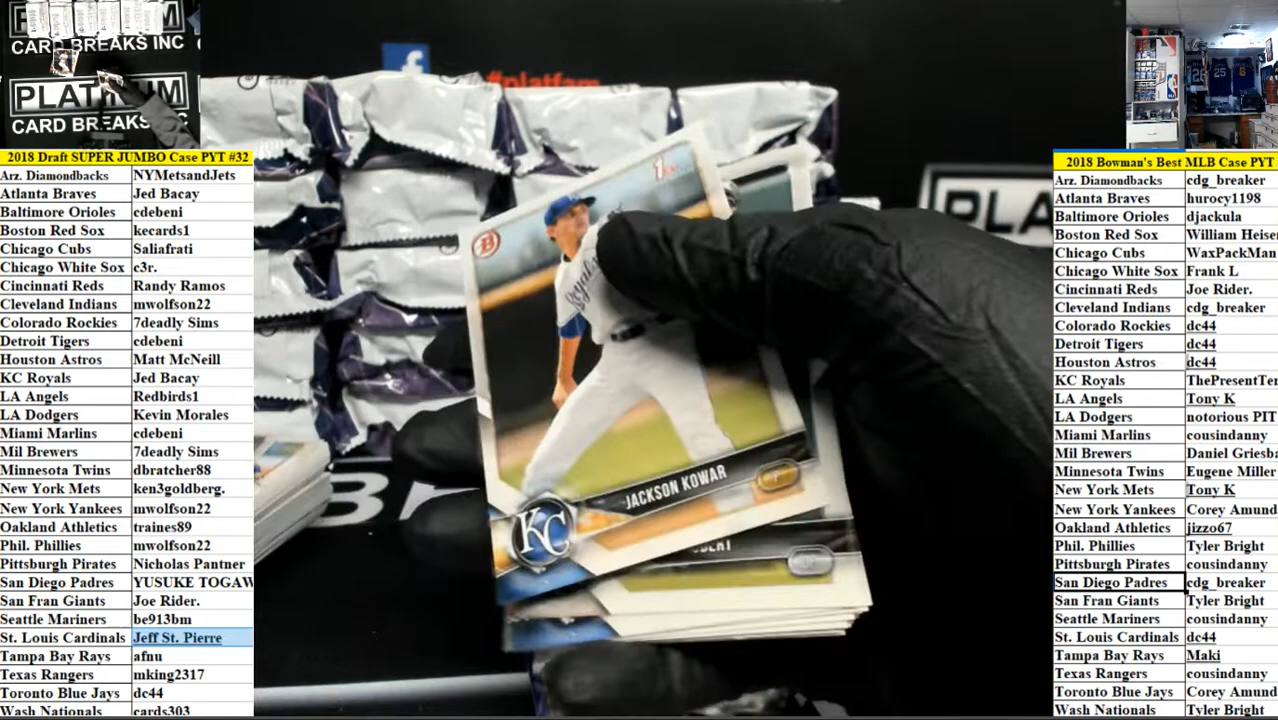 CARD BREAKS INC
PLATINUM
CARD BREAKS INC
2018 Draft SUPER JUMBO Case PYT #32
Arz. Diamondbacks NYMetsandJets
Atlanta Braves Jed Bacay
Baltimore Orioles cdebeni
Boston Red Sox kecards1
Chicago Cubs Saliafrati
Chicago White Sox c3r.
Cincinnati Reds Randy Ramos
Cleveland Indians mwolfson22
Colorado Rockies 7deadly Sims
Detroit Tigers cdebeni
Houston Astros Matt McNeill
KC Royals Jed Bacay
LA Angels Redbirds1
LA Dodgers Kevin Morales
Miami Marlins cdebeni
Mil Brewers 7deadly Sims
Minnesota Twins dbratcher88
New York Mets ken3goldberg.
New York Yankees mwolfson22
Oakland Athletics traines89
Phil. Phillies mwolfson22
Pittsburgh Pirates Nicholas Pantner
San Diego Padres YUSUKE TOGAW
San Fran Giants Joe Rider.
Seattle Mariners be913bm
St. Louis Cardinals Jeff St. Pierre
Tampa Bay Rays afnu
Texas Rangers mking2317
Toronto Blue Jays dc44
Wash Nationals cards303
f
#platfam
PLA
1st
B
Royals
JACKSON KOWAR
P
KC
BR
25
6
2018 Bowman's Best MLB Case PYT
Arz. Diamondbacks cdg_breaker
Atlanta Braves hurocy1198
Baltimore Orioles djackula
Boston Red Sox William Heise
Chicago Cubs WaxPackMan
Chicago White Sox Frank L
Cincinnati Reds Joe Rider.
Cleveland Indians cdg_breaker
Colorado Rockies dc44
Detroit Tigers dc44
Houston Astros dc44
KC Royals ThePresentTe
LA Angels Tony K
LA Dodgers notorious PIT
Miami Marlins cousindanny
Mil Brewers Daniel Griesba
Minnesota Twins Eugene Miller
New York Mets Tony K
New York Yankees Corey Amund
Oakland Athletics jizzo67
Phil. Phillies Tyler Bright
Pittsburgh Pirates cousindanny
San Diego Padres cdg_breaker
San Fran Giants Tyler Bright
Seattle Mariners cousindanny
St. Louis Cardinals dc44
Tampa Bay Rays Maki
Texas Rangers cousindanny
Toronto Blue Jays Corey Amund
Wash Nationals Tyler Bright